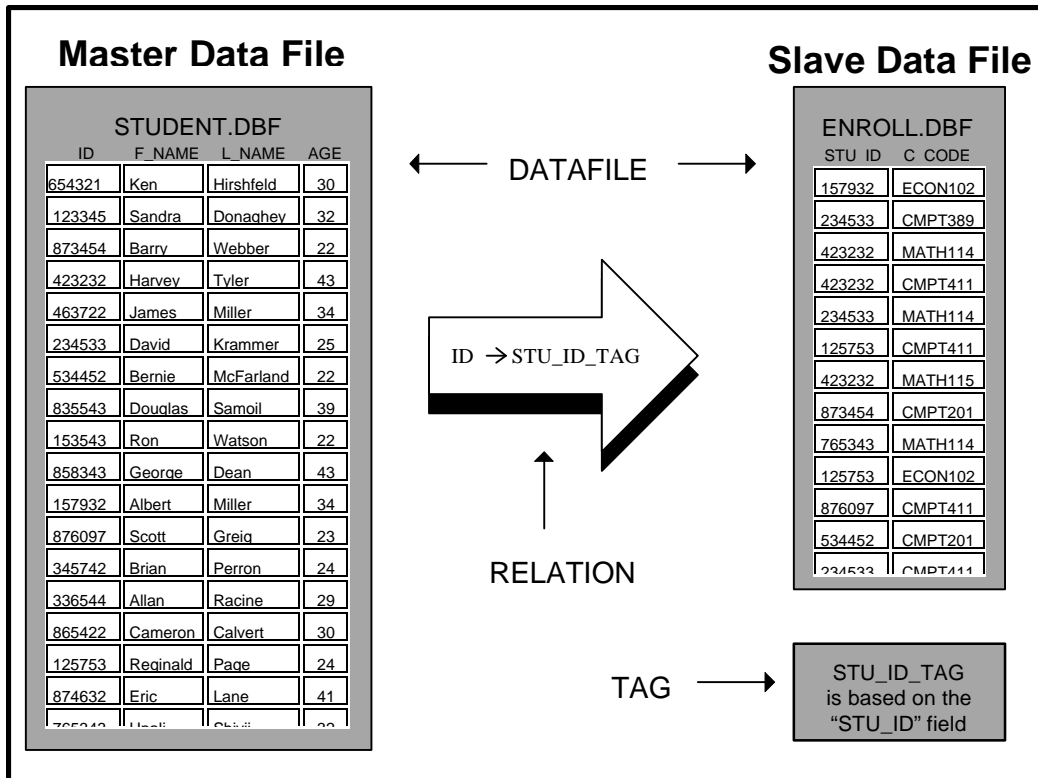 Master Data File
STUDENT.DBF
ID F_NAME L_NAME AGE
654321 Ken Hirshfeld 30
123345 Sandra Donaghey 32
873454 Barry Webber 22
423232 Harvey Tyler 43
463722 James Miller 34
234533 David Krammer 25
534452 Bernie McFarland 22
835543 Douglas Samoil 39
153543 Ron Watson 22
858343 George Dean 43
157932 Albert Miller 34
876097 Scott Greig 23
345742 Brian Perron 24
336544 Allan Racine 29
865422 Cameron Calvert 30
125753 Reginald Page 24
874632 Eric Lane 41
DATAFILE
ID → STU_ID_TAG
RELATION
Slave Data File
ENROLL.DBF
STU_ID C_CODE
157932 ECON102
234533 CMPT389
423232 MATH114
423232 CMPT411
234533 MATH114
125753 CMPT411
423232 MATH115
873454 CMPT201
765343 MATH114
125753 ECON102
876097 CMPT411
534452 CMPT201
234533 CMPT411
TAG
STU_ID_TAG
is based on the
“STU_ID” field